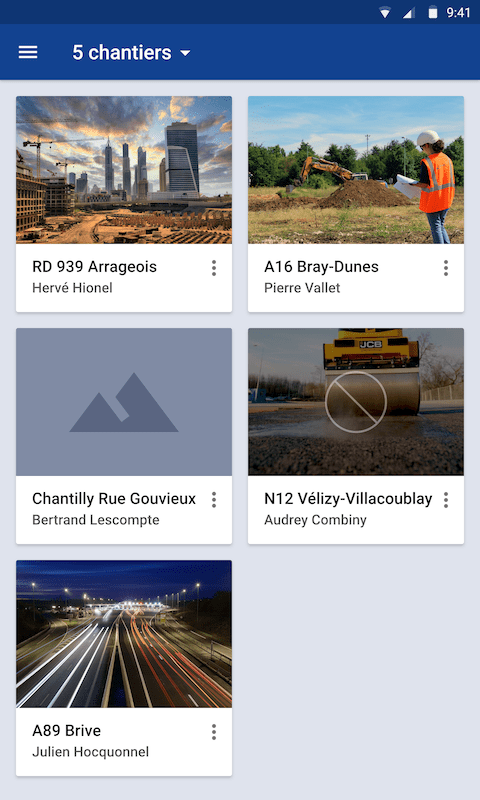 9:41
5 chantiers
RD 939 Arrageois
Hervé Hionel
A16 Bray-Dunes
Pierre Vallet
JCB
Chantilly Rue Gouvieux
Bertrand Lescompte
N12 Vélizy-Villacoublay
Audrey Combiny
A89 Brive
Julien Hocquonnel